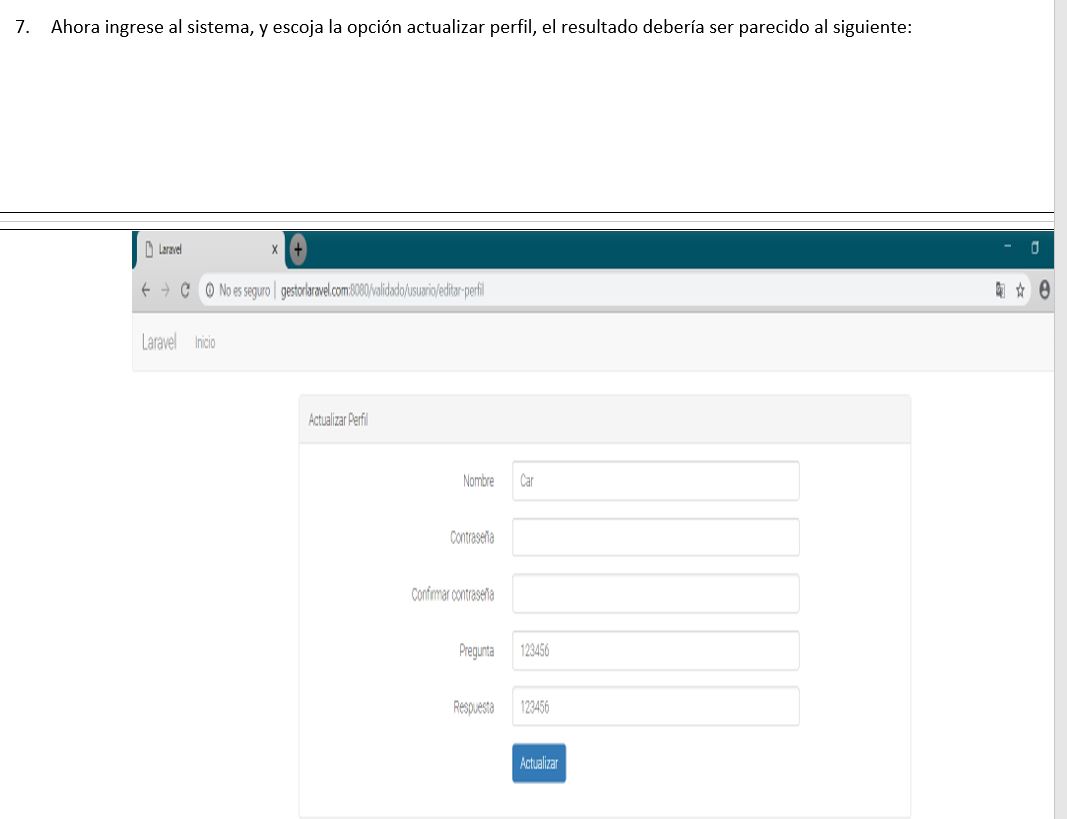 7. Ahora ingrese al sistema, y escoja la opción actualizar perfil, el resultado debería ser parecido al siguiente:
Laravel x +
No es seguro | gestorlaravel.com:8080/validado/usuario/editar-perfil
Laravel Inicio
Actualizar Perfil
Nombre Car
Contraseña
Confirmar contraseña
Pregunta 123456
Respuesta 123456
Actualizar